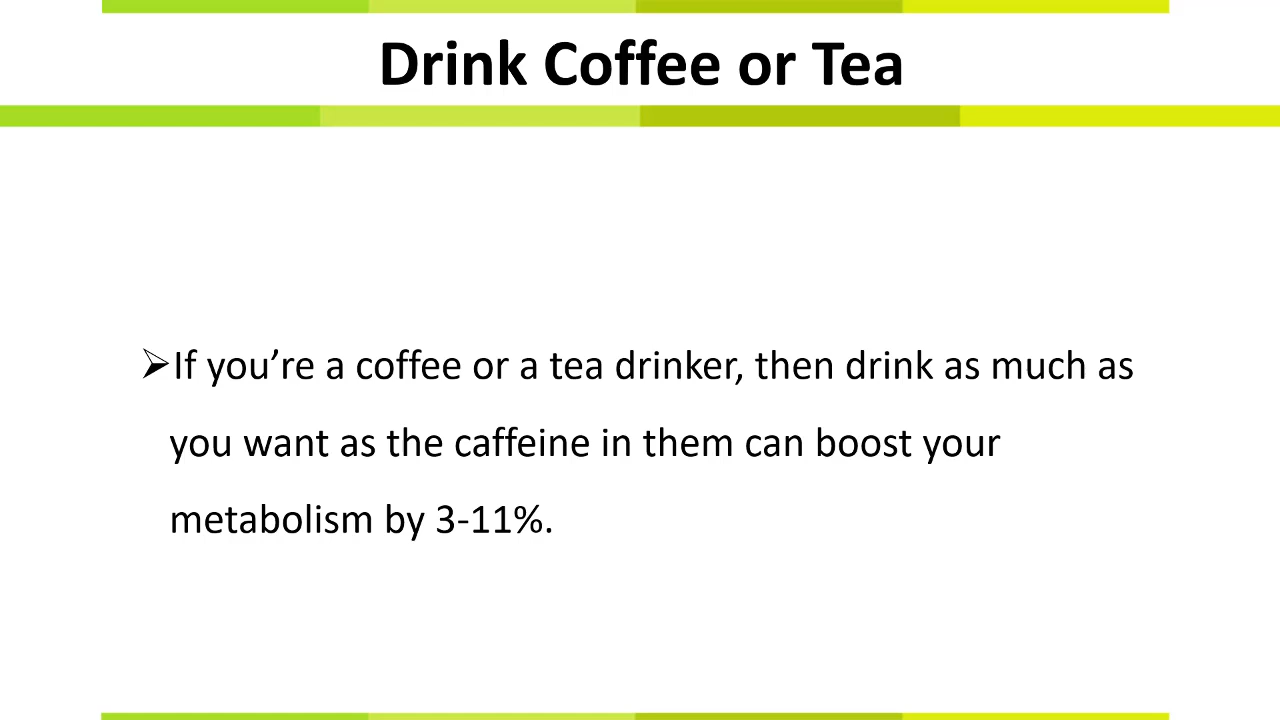 Drink Coffee or Tea
➢If you’re a coffee or a tea drinker, then drink as much as
you want as the caffeine in them can boost your
metabolism by 3-11%.